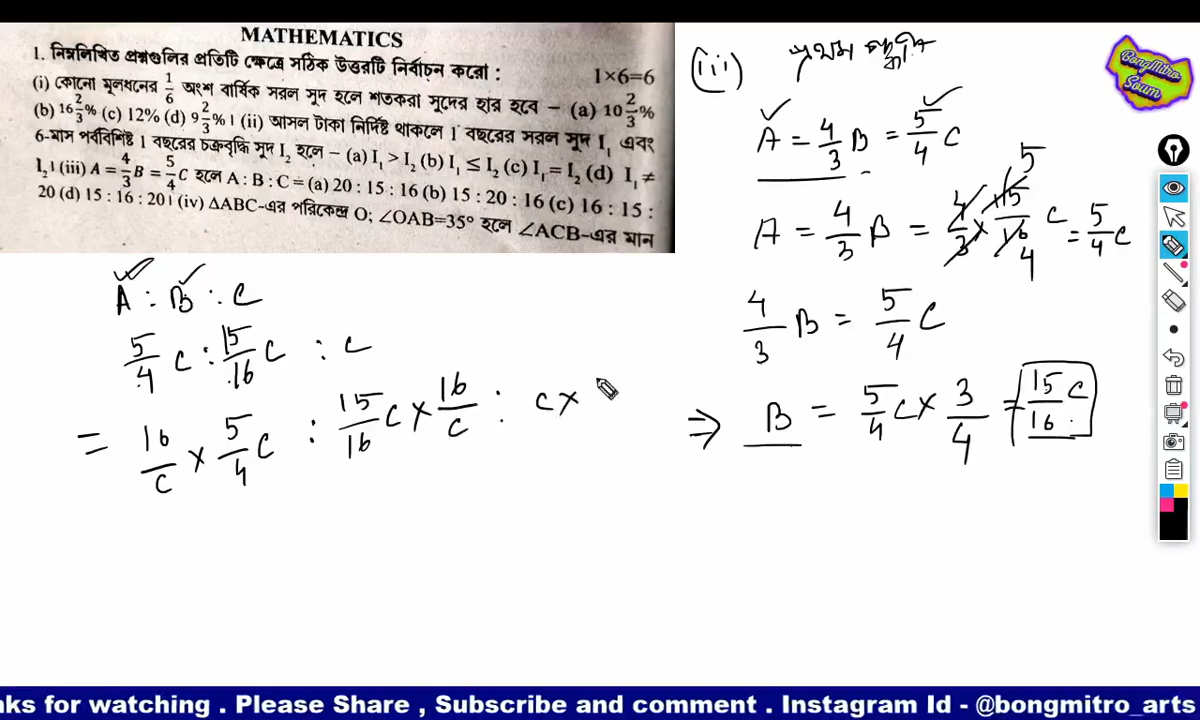 MATHEMATICS
1. নিম্নলিখিত প্রশ্নগুলির প্রতিটি ক্ষেত্রে সঠিক উত্তরটি নির্বাচন করো : 1×6=6
(i) কোনো মূলধনের 1/6 অংশ বার্ষিক সরল সুদ হলে শতকরা সুদের হার হবে – (a) 10 2/3%
(b) 16 2/3% (c) 12% (d) 9 2/3% । (ii) আসল টাকা নির্দিষ্ট থাকলে 1 বছরের সরল সুদ I₁ এবং
6-মাস পর্ববিশিষ্ট 1 বছরের চক্রবৃদ্ধি সুদ I₂ হলে – (a) I₁ > I₂ (b) I₁ ≤ I₂ (c) I₁ = I₂ (d) I₁ ≠
I₂। (iii) A = 4/3 B = 5/4 C হলে A : B : C = (a) 20 : 15 : 16 (b) 15 : 20 : 16 (c) 16 : 15 :
20 (d) 15 : 16 : 20। (iv) ΔABC-এর পরিকেন্দ্র O; ∠OAB=35° হলে ∠ACB-এর মান
A : B : C
5/4 C : 15/16 C : C
= 16/C × 5/4 C : 15/16 C × 16/C : C ×
(iii) প্রথম
A = 4/3 B = 5/4 C
A = 4/3 B = 4/3 × 15/16 C = 5/4 C
5
4
4/3 B = 5/4 C
⇒ B = 5/4 C × 3/4 = 15/16 C
BongMitro
Soum
nks for watching . Please Share , Subscribe and comment . Instagram Id - @bongmitro_arts